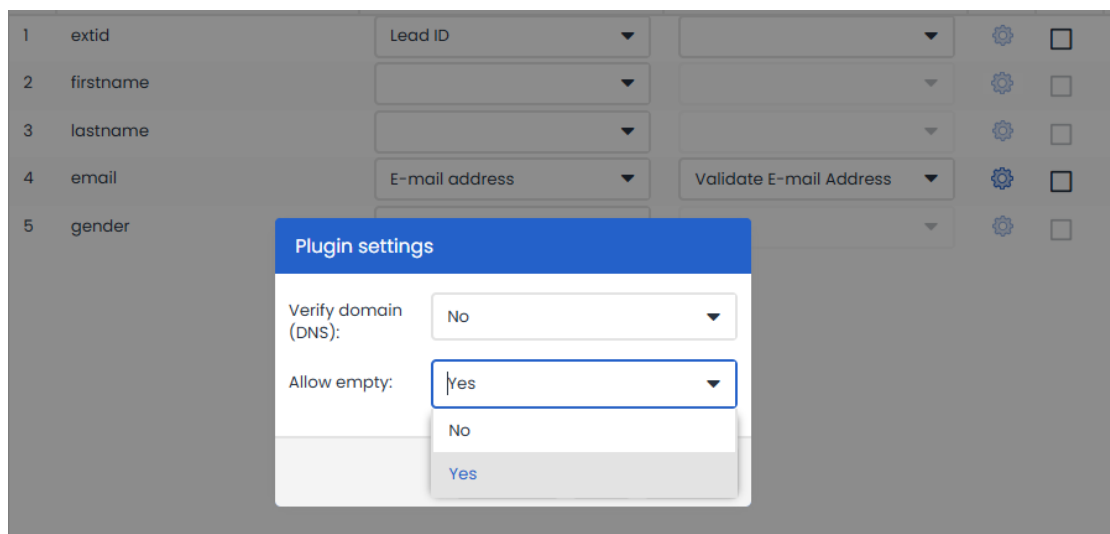 1 extid Lead ID
2 firstname
3 lastname
4 email E-mail address Validate E-mail Address
5 gender
Plugin settings
Verify domain
(DNS):
No
Allow empty:
Yes
No
Yes